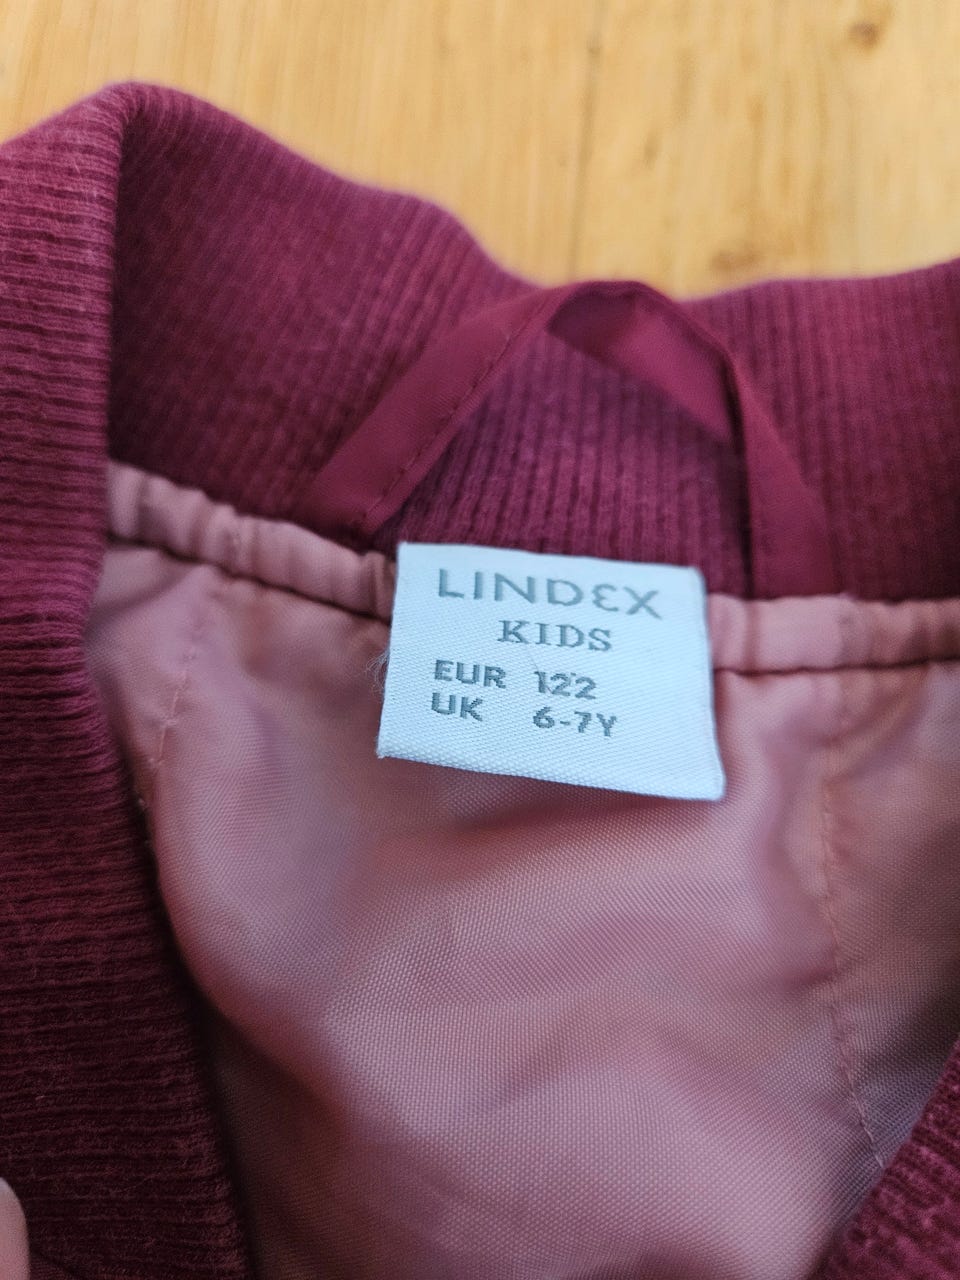 LINDEX
KIDS
EUR 122
UK 6-7Y